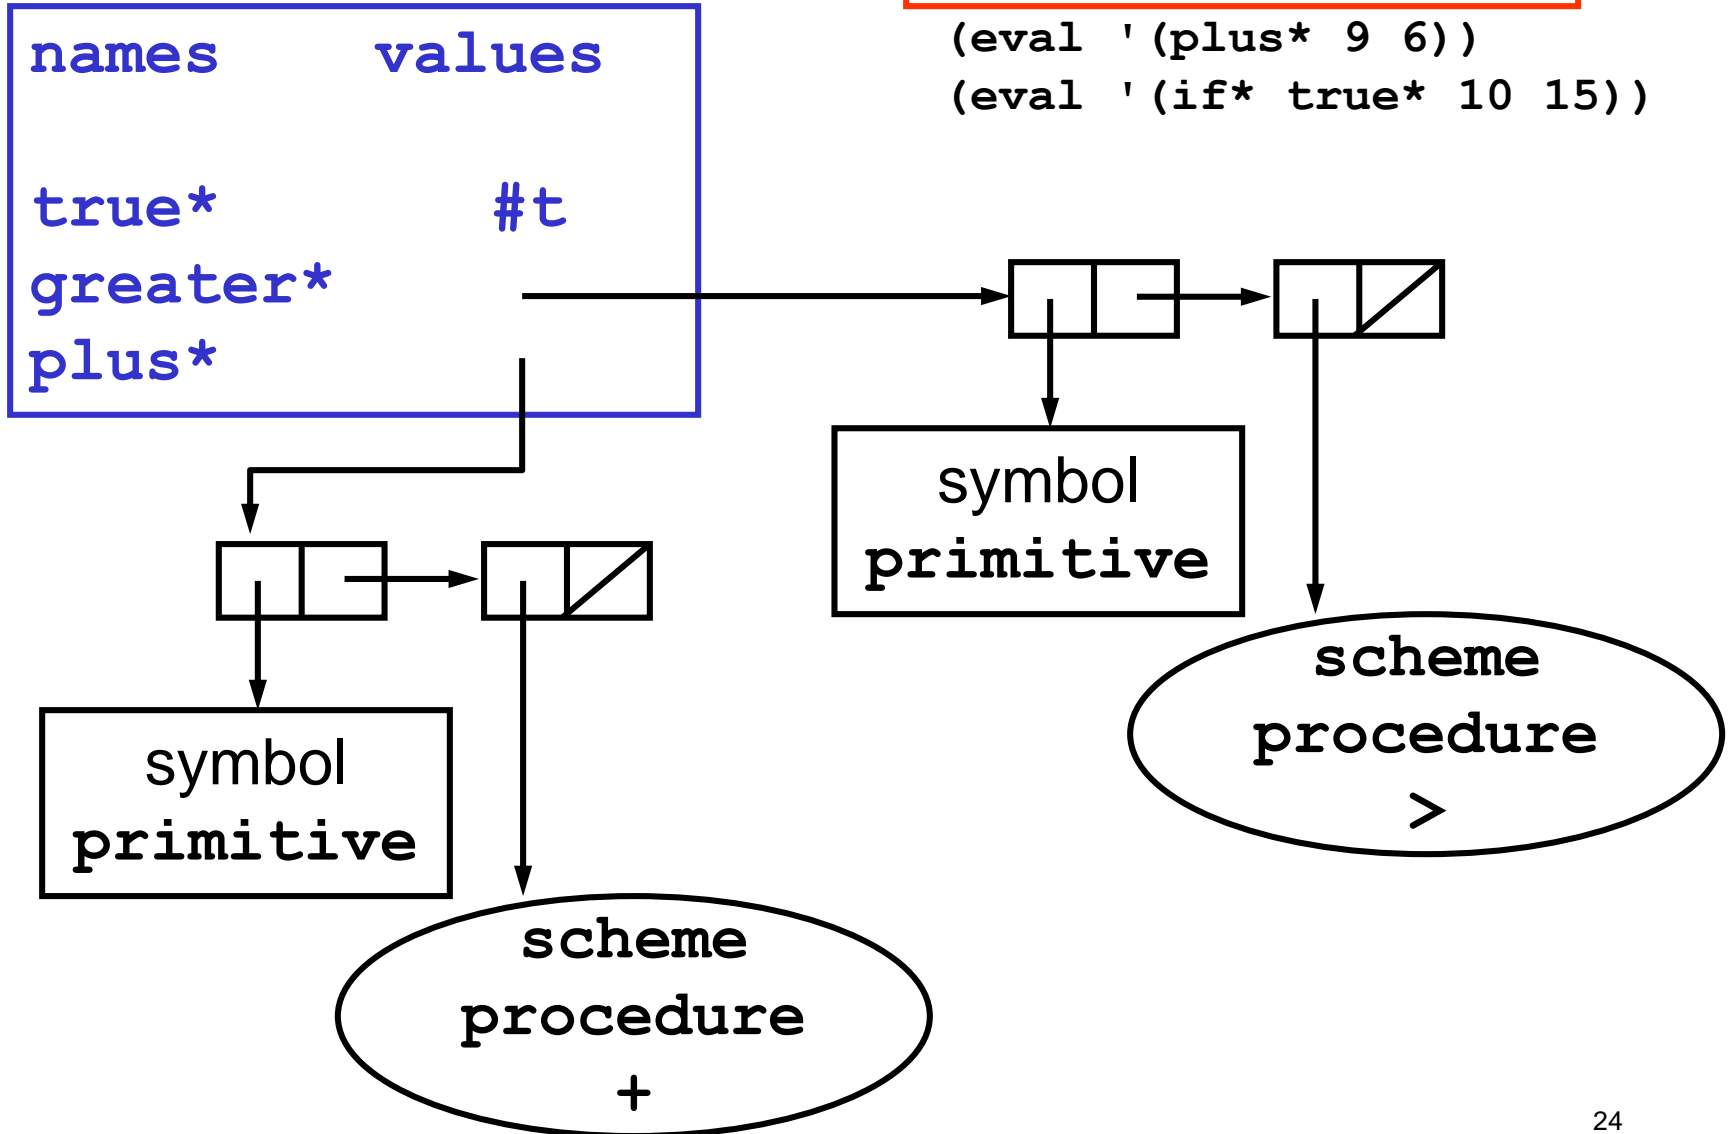 names values
true* #t
greater*
plus*
(eval '(plus* 9 6))
(eval '(if* true* 10 15))
symbol
primitive
scheme
procedure
>
symbol
primitive
scheme
procedure
+
24